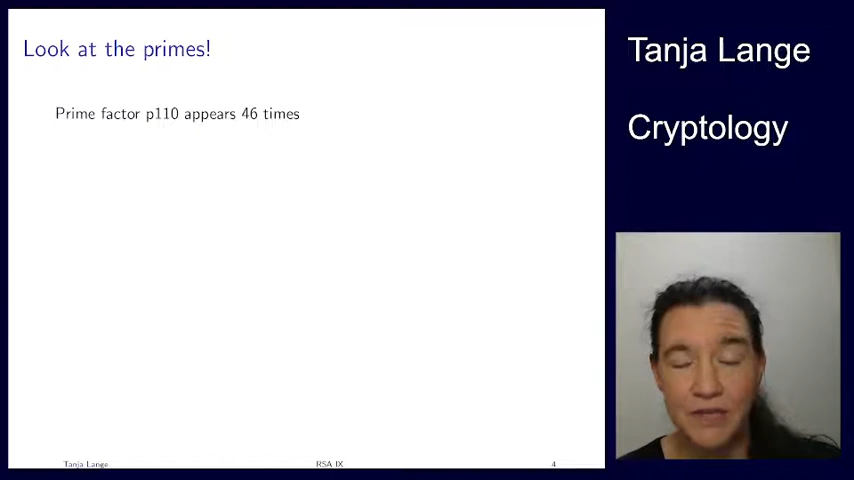 Look at the primes!
Prime factor p110 appears 46 times
Tanja Lange
RSA IX
4
Tanja Lange
Cryptology